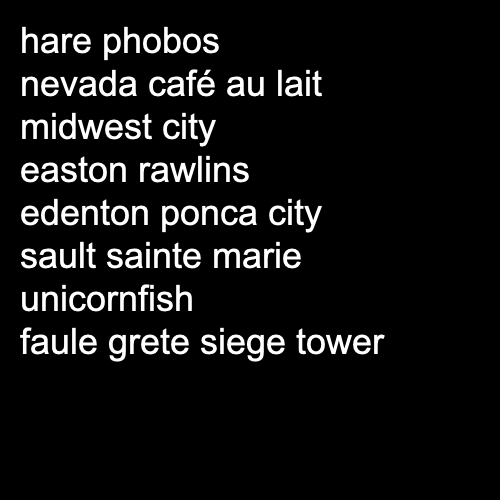 hare phobos
nevada café au lait
midwest city
easton rawlins
edenton ponca city
sault sainte marie
unicornfish
faule grete siege tower